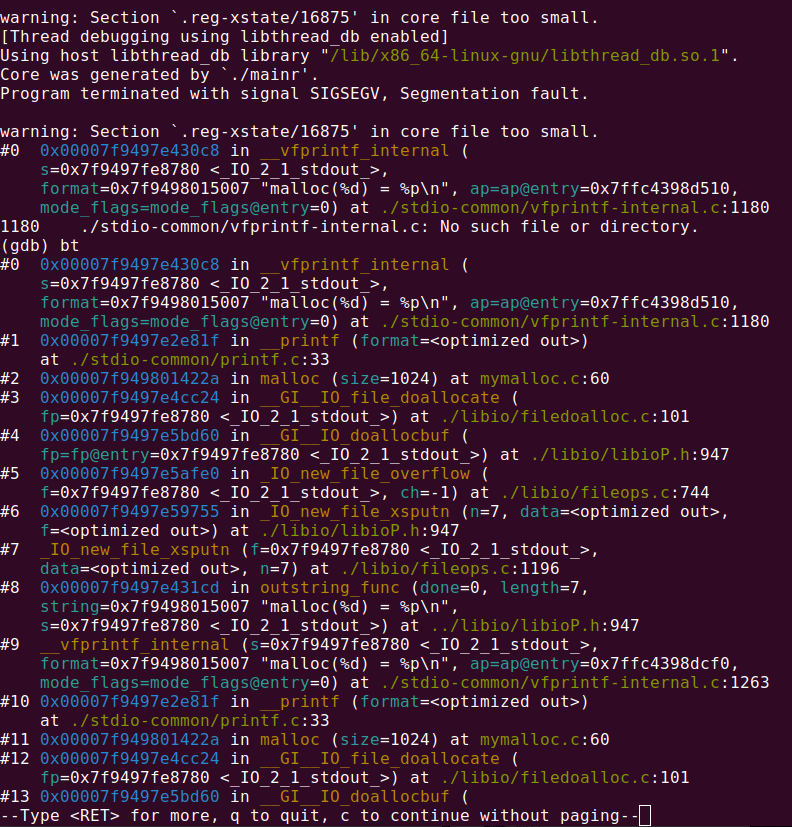 warning: Section `.reg-xstate/16875' in core file too small.
[Thread debugging using libthread_db enabled]
Using host libthread_db library "/lib/x86_64-linux-gnu/libthread_db.so.1".
Core was generated by `./mainr'.
Program terminated with signal SIGSEGV, Segmentation fault.

warning: Section `.reg-xstate/16875' in core file too small.
#0  0x00007f9497e430c8 in __vfprintf_internal (
    s=0x7f9497fe8780 <_IO_2_1_stdout_>,
    format=0x7f9498015007 "malloc(%d) = %p\n", ap=ap@entry=0x7ffc4398d510,
    mode_flags=mode_flags@entry=0) at ./stdio-common/vfprintf-internal.c:1180
1180    ./stdio-common/vfprintf-internal.c: No such file or directory.
(gdb) bt
#0  0x00007f9497e430c8 in __vfprintf_internal (
    s=0x7f9497fe8780 <_IO_2_1_stdout_>,
    format=0x7f9498015007 "malloc(%d) = %p\n", ap=ap@entry=0x7ffc4398d510,
    mode_flags=mode_flags@entry=0) at ./stdio-common/vfprintf-internal.c:1180
#1  0x00007f9497e2e81f in __printf (format=<optimized out>)
    at ./stdio-common/printf.c:33
#2  0x00007f949801422a in malloc (size=1024) at mymalloc.c:60
#3  0x00007f9497e4cc24 in __GI__IO_file_doallocate (
    fp=0x7f9497fe8780 <_IO_2_1_stdout_>) at ./libio/filedoalloc.c:101
#4  0x00007f9497e5bd60 in __GI__IO_doallocbuf (
    fp=fp@entry=0x7f9497fe8780 <_IO_2_1_stdout_>) at ./libio/libioP.h:947
#5  0x00007f9497e5afe0 in _IO_new_file_overflow (
    f=0x7f9497fe8780 <_IO_2_1_stdout_>, ch=-1) at ./libio/fileops.c:744
#6  0x00007f9497e59755 in _IO_new_file_xsputn (n=7, data=<optimized out>,
    f=<optimized out>) at ./libio/libioP.h:947
#7  _IO_new_file_xsputn (f=0x7f9497fe8780 <_IO_2_1_stdout_>,
    data=<optimized out>, n=7) at ./libio/fileops.c:1196
#8  0x00007f9497e431cd in outstring_func (done=0, length=7,
    string=0x7f9498015007 "malloc(%d) = %p\n",
    s=0x7f9497fe8780 <_IO_2_1_stdout_>) at ../libio/libioP.h:947
#9  __vfprintf_internal (s=0x7f9497fe8780 <_IO_2_1_stdout_>,
    format=0x7f9498015007 "malloc(%d) = %p\n", ap=ap@entry=0x7ffc4398dcf0,
    mode_flags=mode_flags@entry=0) at ./stdio-common/vfprintf-internal.c:1263
#10 0x00007f9497e2e81f in __printf (format=<optimized out>)
    at ./stdio-common/printf.c:33
#11 0x00007f949801422a in malloc (size=1024) at mymalloc.c:60
#12 0x00007f9497e4cc24 in __GI__IO_file_doallocate (
    fp=0x7f9497fe8780 <_IO_2_1_stdout_>) at ./libio/filedoalloc.c:101
#13 0x00007f9497e5bd60 in __GI__IO_doallocbuf (
--Type <RET> for more, q to quit, c to continue without paging--